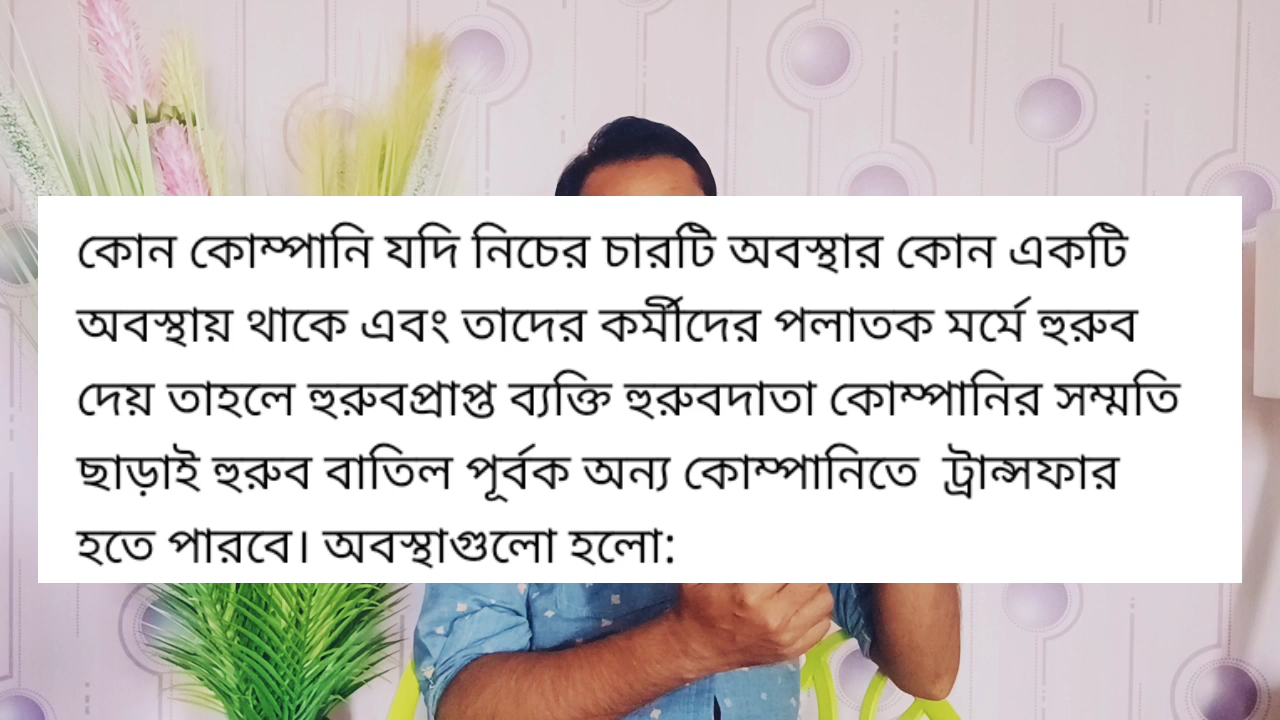 কোন কোম্পানি যদি নিচের চারটি অবস্থার কোন একটি
অবস্থায় থাকে এবং তাদের কর্মীদের পলাতক মর্মে হুরুব
দেয় তাহলে হুরুবপ্রাপ্ত ব্যক্তি হুরুবদাতা কোম্পানির সম্মতি
ছাড়াই হুরুব বাতিল পূর্বক অন্য কোম্পানিতে ট্রান্সফার
হতে পারবে। অবস্থাগুলো হলো: